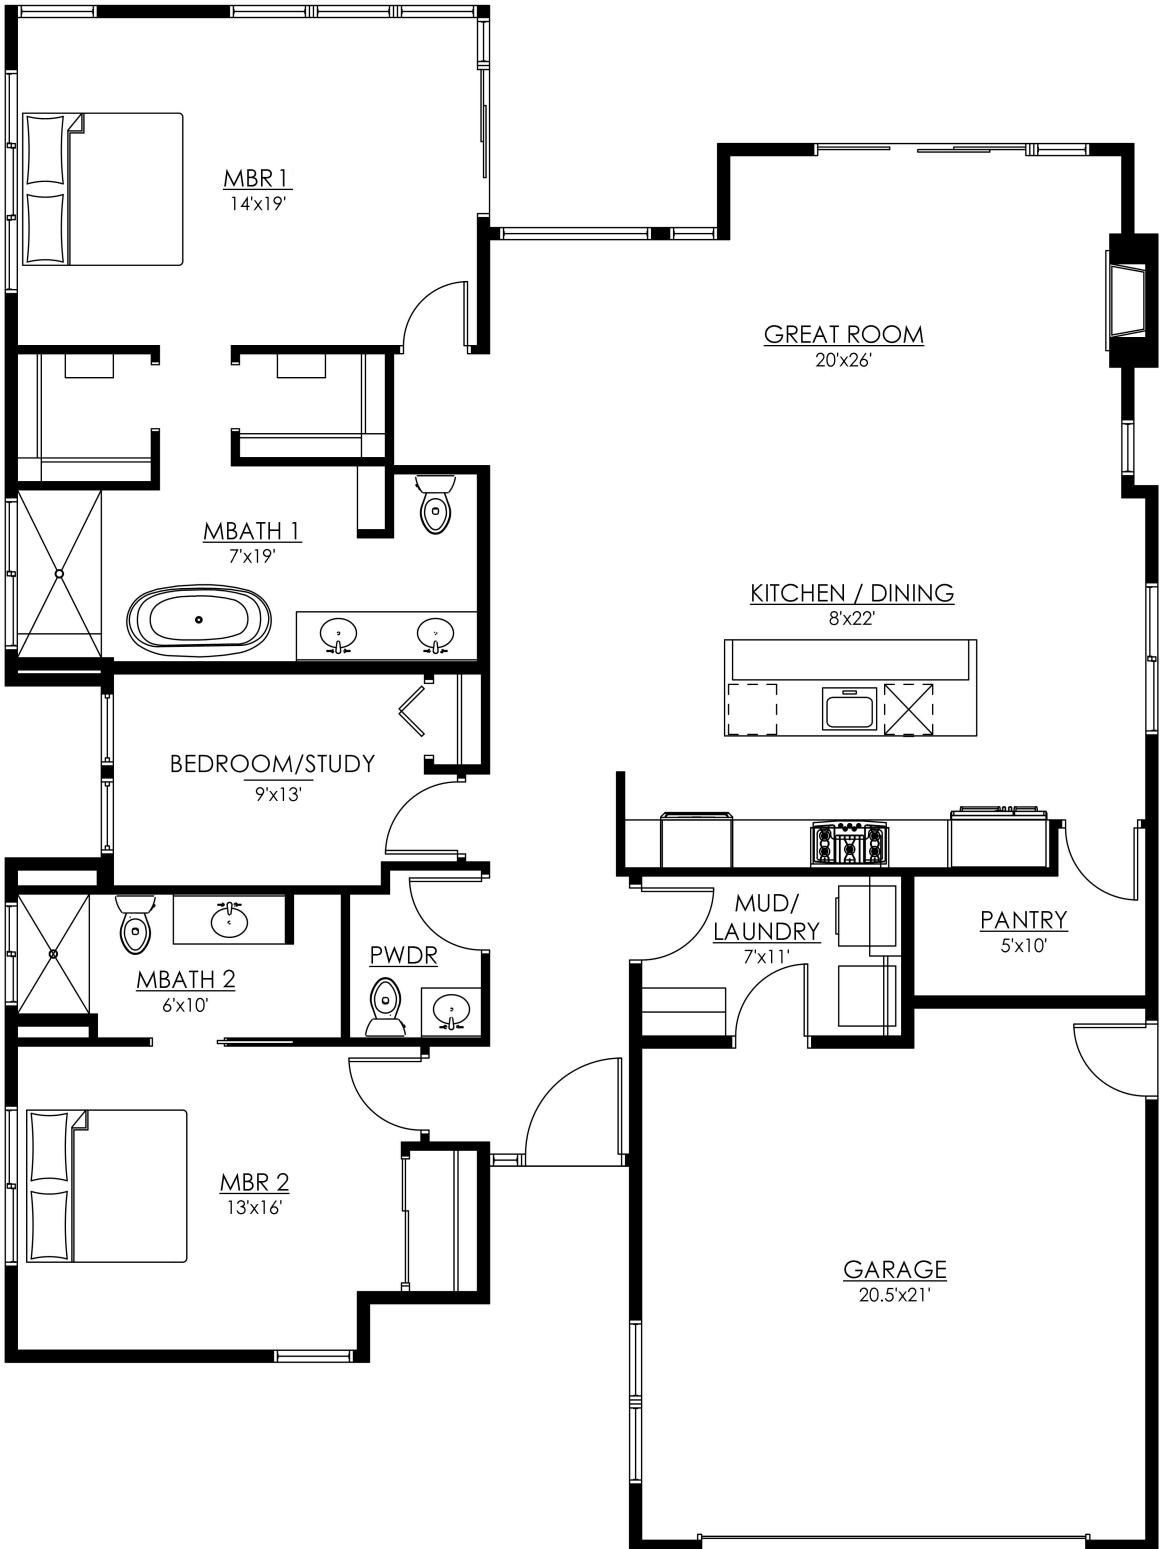 MBR 1
14'x19'
GREAT ROOM
20'x26'
MBATH 1
7'x19'
KITCHEN / DINING
8'x22'
BEDROOM/STUDY
9'x13'
MUD/
LAUNDRY
7'x11'
PANTRY
5'x10'
PWDR
MBATH 2
6'x10'
MBR 2
13'x16'
GARAGE
20.5'x21'